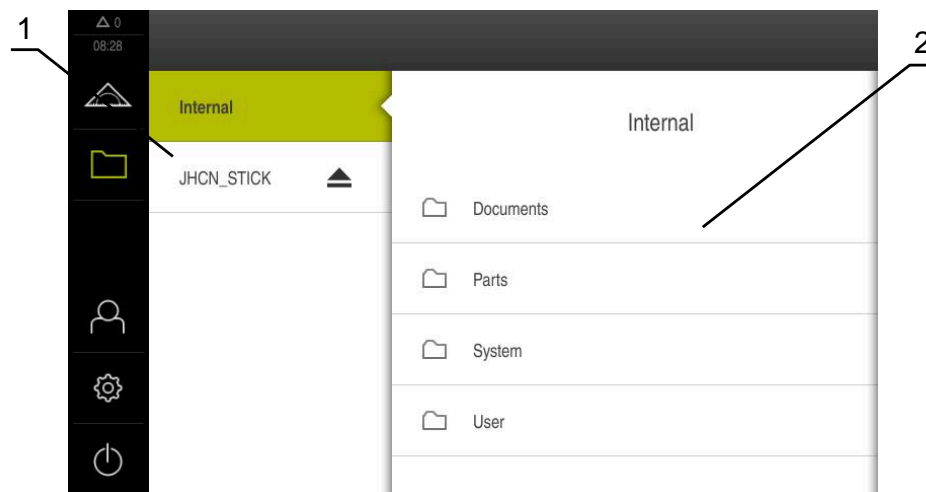 1
0
08:28
2
Internal
Internal
JHCN_STICK
Documents
Parts
System
User